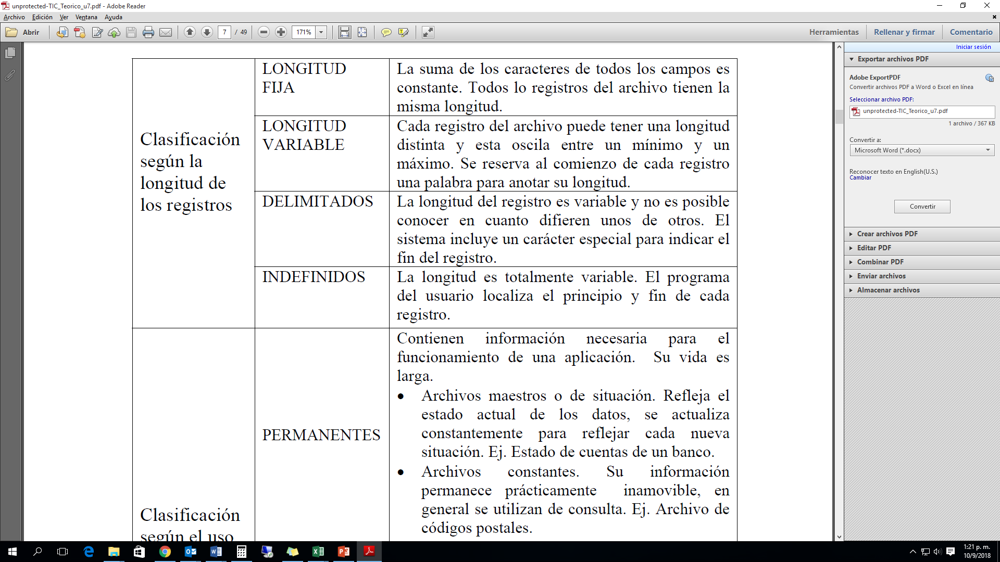 unprotected-TIC_Teorico_u7.pdf - Adobe Reader
Archivo Edición Ver Ventana Ayuda
Abrir 7 / 49 171% Herramientas Rellenar y firmar Comentario
LONGITUD
FIJA
La suma de los caracteres de todos los campos es
constante. Todos lo registros del archivo tienen la
misma longitud.
Clasificación
según la
longitud de
los registros
LONGITUD
VARIABLE
Cada registro del archivo puede tener una longitud
distinta y esta oscila entre un mínimo y un
máximo. Se reserva al comienzo de cada registro
una palabra para anotar su longitud.
DELIMITADOS
La longitud del registro es variable y no es posible
conocer en cuanto difieren unos de otros. El
sistema incluye un carácter especial para indicar el
fin del registro.
INDEFINIDOS
La longitud es totalmente variable. El programa
del usuario localiza el principio y fin de cada
registro.
Clasificación
según el uso
PERMANENTES
Contienen información necesaria para el
funcionamiento de una aplicación. Su vida es
larga.
• Archivos maestros o de situación. Refleja el
estado actual de los datos, se actualiza
constantemente para reflejar cada nueva
situación. Ej. Estado de cuentas de un banco.
• Archivos constantes. Su información
permanece prácticamente inamovible, en
general se utilizan de consulta. Ej. Archivo de
códigos postales.
Iniciar sesión
Exportar archivos PDF
Adobe ExportPDF
Convertir archivos PDF a Word o Excel en línea
Seleccionar archivo PDF:
unprotected-TIC_Teorico_u7.pdf
1 archivo / 367 KB
Convertir a:
Microsoft Word (*.docx)
Reconocer texto en English(U.S.)
Cambiar
Convertir
Crear archivos PDF
Editar PDF
Combinar PDF
Enviar archivos
Almacenar archivos
1:21 p. m.
10/9/2018